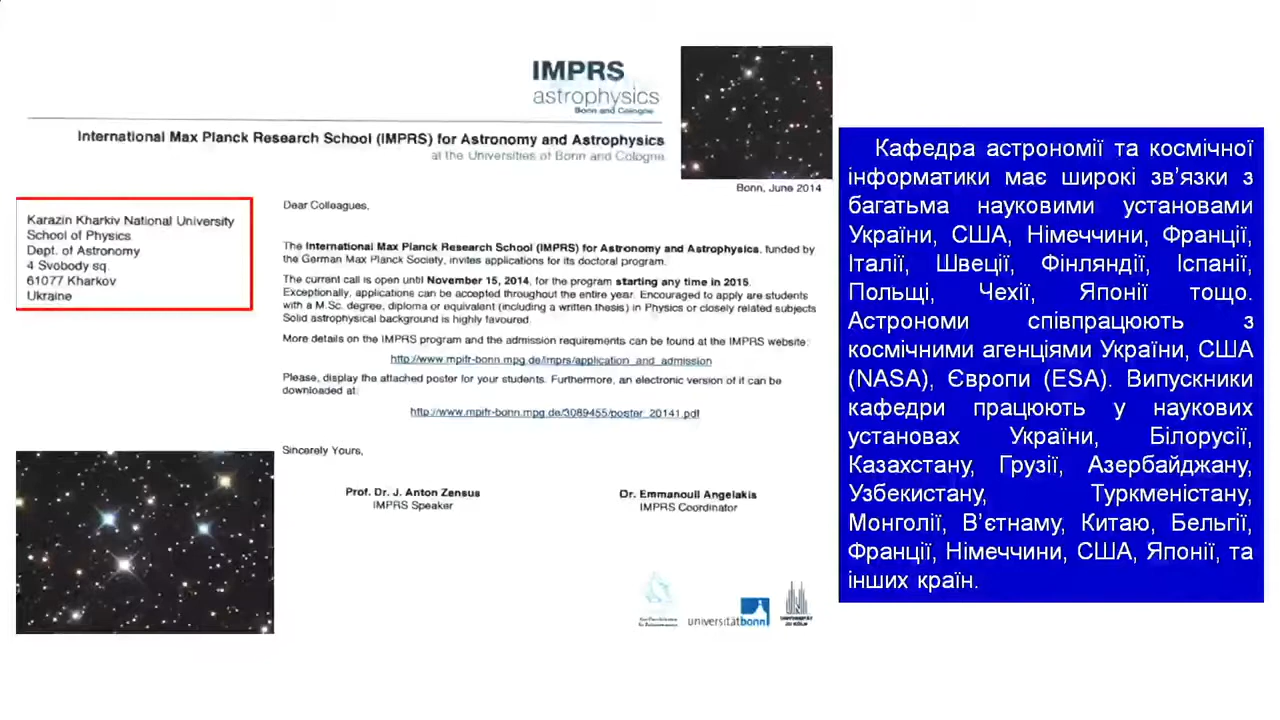 IMPRS
astrophysics
Bonn and Cologne
International Max Planck Research School (IMPRS) for Astronomy and Astrophysics
at the Universities of Bonn and Cologne
Bonn, June 2014
Karazin Kharkiv National University
School of Physics
Dept. of Astronomy
4 Svobody sq.
61077 Kharkov
Ukraine
Dear Colleagues,
The International Max Planck Research School (IMPRS) for Astronomy and Astrophysics, funded by
the German Max Planck Society, invites applications for its doctoral program.
The current call is open until November 15, 2014, for the program starting any time in 2015.
Exceptionally, applications can be accepted throughout the entire year. Encouraged to apply are students
with a M.Sc. degree, diploma or equivalent (including a written thesis) in Physics or closely related subjects
Solid astrophysical background is highly favoured.
More details on the IMPRS program and the admission requirements can be found at the IMPRS website:
http://www.mpifr-bonn.mpg.de/imprs/application_and_admission
Please, display the attached poster for your students. Furthermore, an electronic version of it can be
downloaded at:
http://www.mpifr-bonn.mpg.de/3089455/poster_20141.pdf
Sincerely Yours,
Prof. Dr. J. Anton Zensus
IMPRS Speaker
Dr. Emmanouil Angelakis
IMPRS Coordinator
universitätbonn
Кафедра астрономії та космічної
інформатики має широкі зв’язки з
багатьма науковими установами
України, США, Німеччини, Франції,
Італії, Швеції, Фінляндії, Іспанії,
Польщі, Чехії, Японії тощо.
Астрономи співпрацюють з
космічними агенціями України, США
(NASA), Європи (ESA). Випускники
кафедри працюють у наукових
установах України, Білорусії,
Казахстану, Грузії, Азербайджану,
Узбекистану, Туркменістану,
Монголії, В’єтнаму, Китаю, Бельгії,
Франції, Німеччини, США, Японії, та
інших країн.